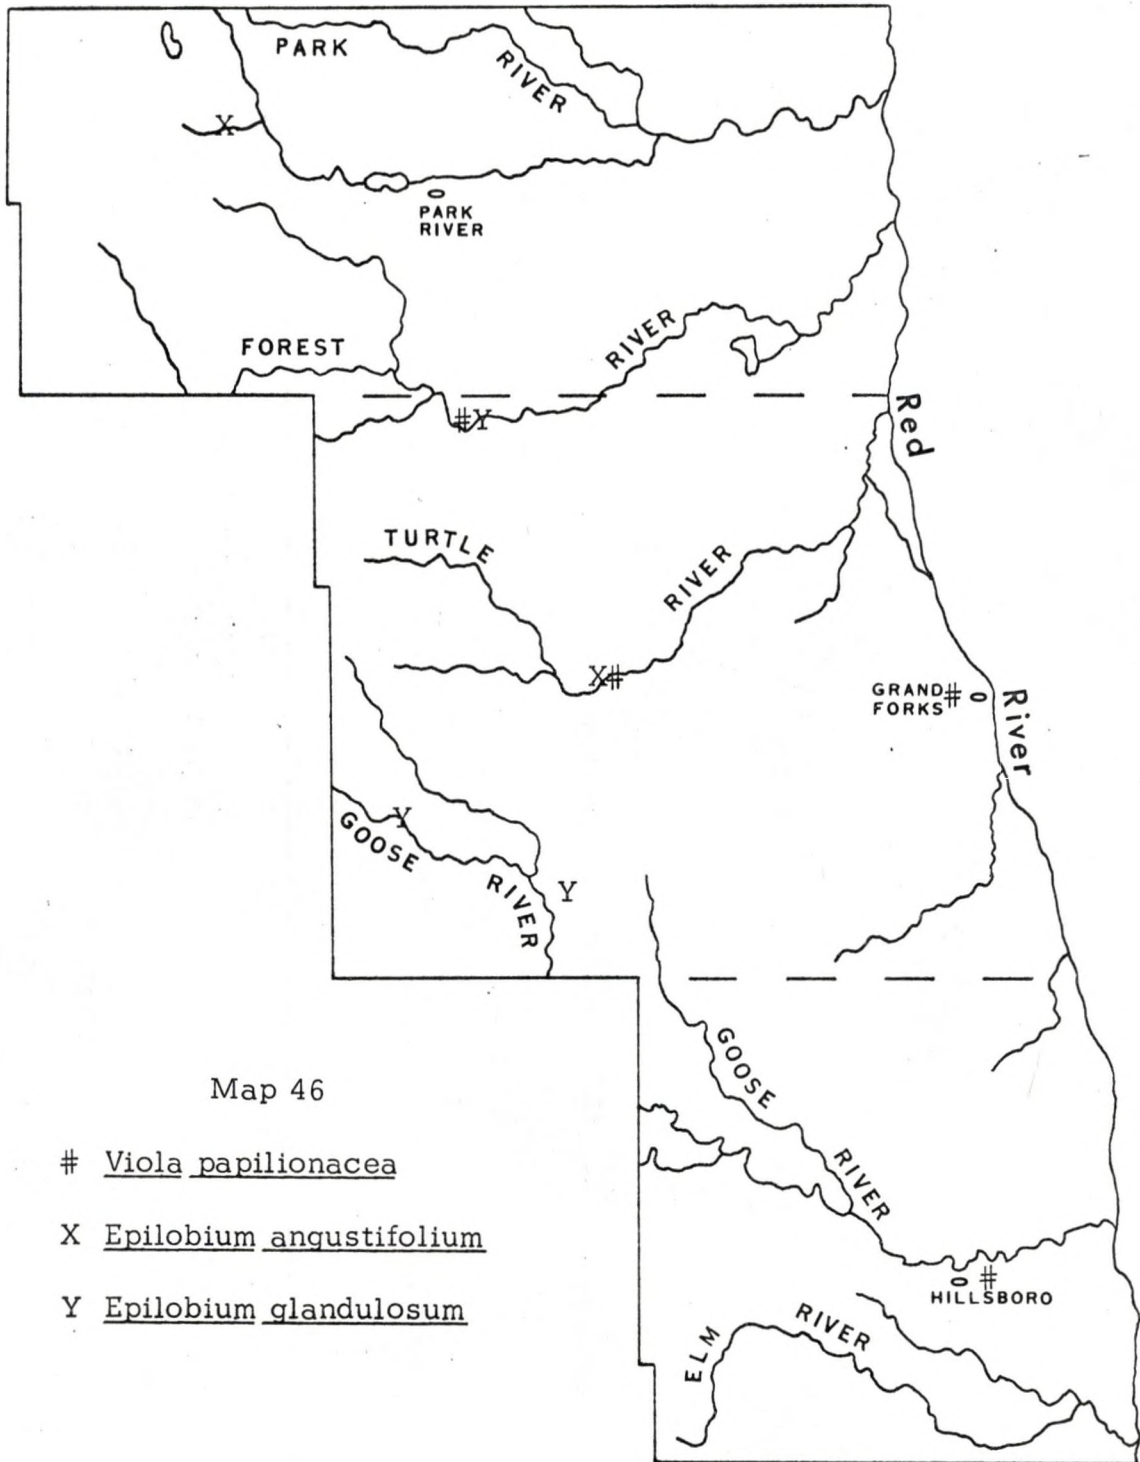 PARK
RIVER
X
PARK
RIVER
FOREST
RIVER
#Y
Red
TURTLE
RIVER
X#
GRAND
FORKS #
River
Y
GOOSE
RIVER
Y
GOOSE
RIVER
#
HILLSBORO
ELM
RIVER
Map 46
# Viola papilionacea
X Epilobium angustifolium
Y Epilobium glandulosum